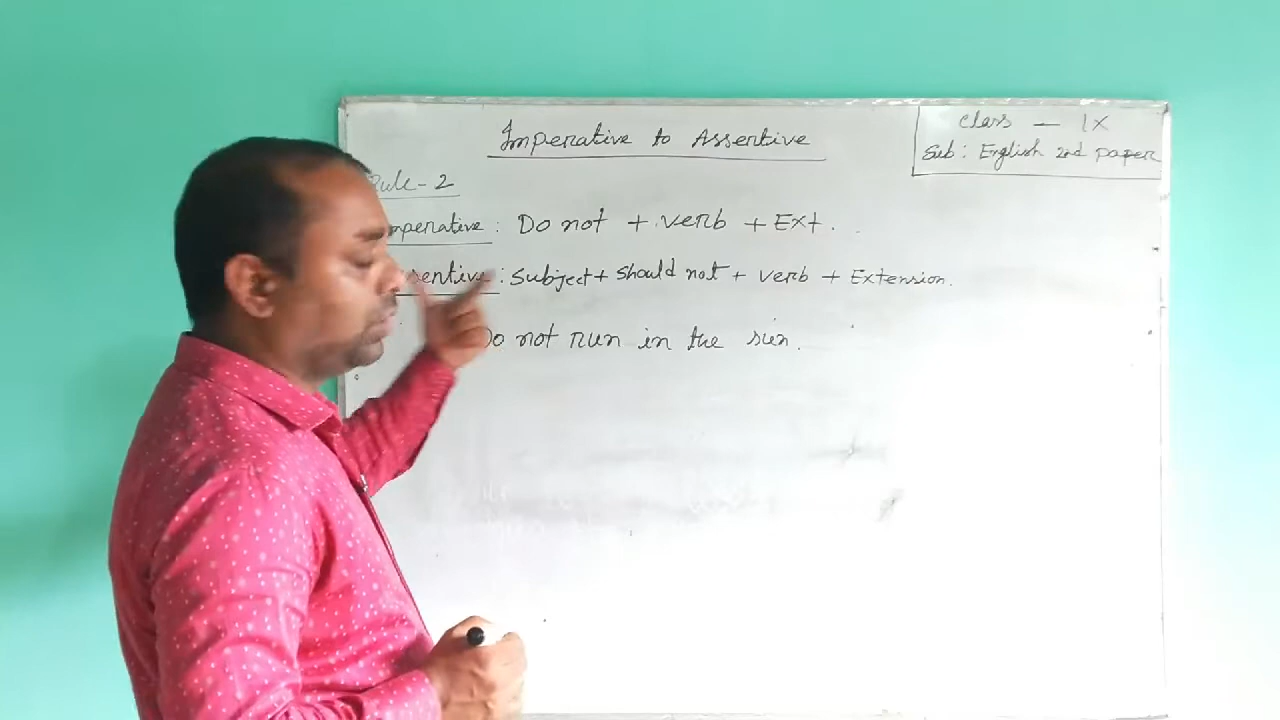 Imperative to Assertive
Class - IX
Sub: English 2nd paper
Rule-2
Imperative: Do not + verb + Ext.
Assertive: Subject + should not + verb + Extension.
Do not run in the sun.